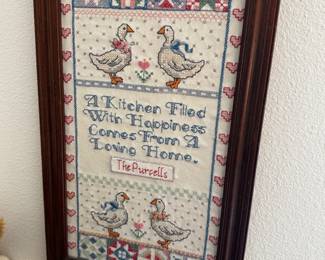 A Kitchen Filled
With Happiness
Comes From A
Loving Home.
The Purcells